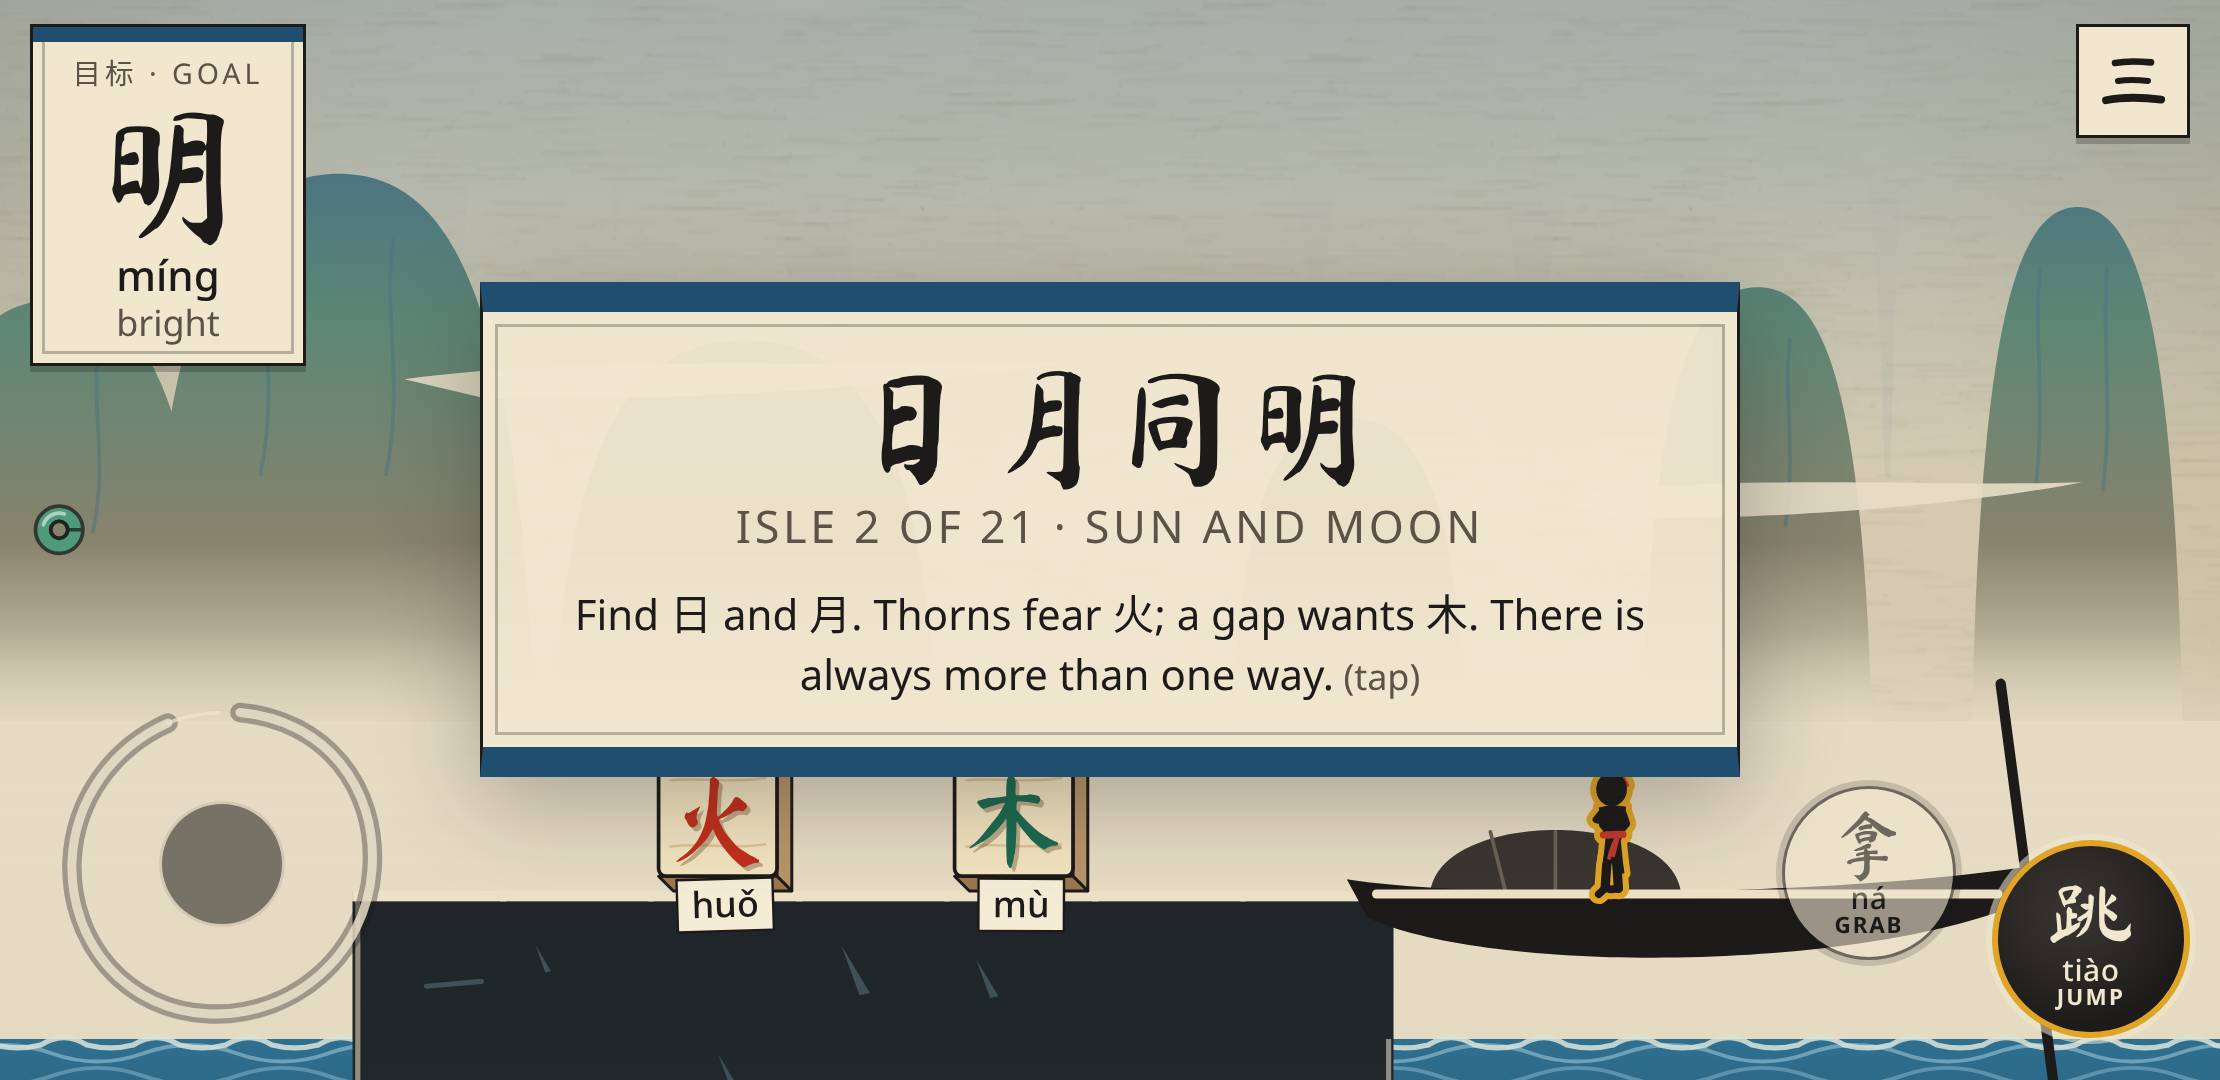 目标 · GOAL
明
míng
bright
三
日月同明
ISLE 2 OF 21 · SUN AND MOON
Find 日 and 月. Thorns fear 火; a gap wants 木. There is
always more than one way. (tap)
火
huǒ
木
mù
拿
ná
GRAB
跳
tiào
JUMP